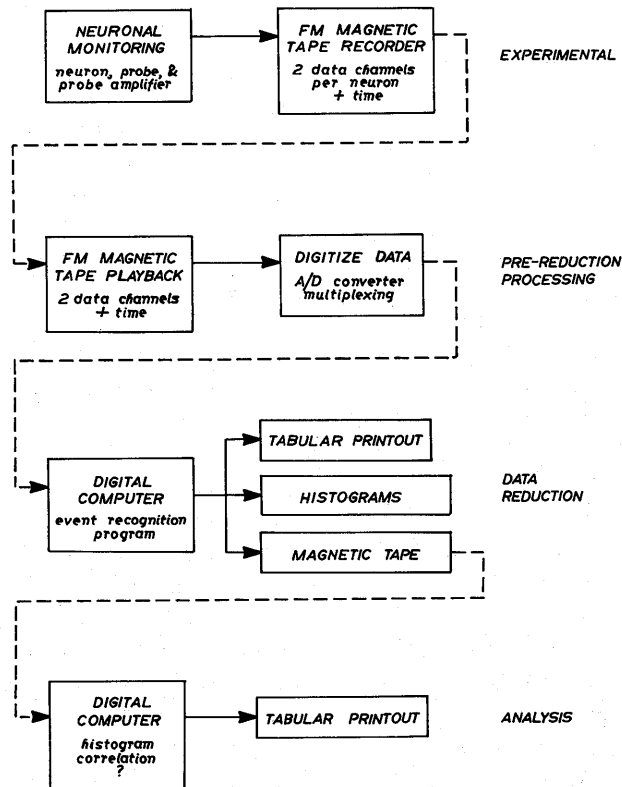 NEURONAL
MONITORING
neuron, probe, &
probe amplifier
FM MAGNETIC
TAPE RECORDER
2 data channels
per neuron
+ time
EXPERIMENTAL
FM MAGNETIC
TAPE PLAYBACK
2 data channels
+ time
DIGITIZE DATA
A/D converter
multiplexing
PRE-REDUCTION
PROCESSING
DIGITAL
COMPUTER
event recognition
program
TABULAR PRINTOUT
HISTOGRAMS
MAGNETIC TAPE
DATA
REDUCTION
DIGITAL
COMPUTER
histogram
correlation
?
TABULAR PRINTOUT
ANALYSIS